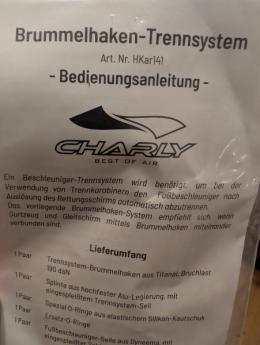 Brummelhaken-Trennsystem
Art. Nr. HKar141
- Bedienungsanleitung -
CHARLY
BEST OF AIR
Ein Beschleuniger-Trennsystem wird benötigt, um bei der
Verwendung von Trennkarabinern den Fußbeschleuniger nach
Auslösung des Rettungsschirms automatisch abzutrennen.
Das vorliegende Brummelhaken-System empfiehlt sich wenn
Gurtzeug und Gleitschirm mittels Brummelhaken miteinander
verbunden sind.
Lieferumfang
1 Paar Trennsystem-Brummelhaken aus Titanal, Bruchlast
190 daN
1 Paar Splinte aus hochfester Alu-Legierung, mit
eingespleißtem Trennsystem-Seil
1 Paar Spezial O-Ringe aus elastischem Silikon-Kautschuk
1 Paar Ersatz-O-Ringe
1 Paar Fußbeschleuniger-Seile aus Dyneema, mit